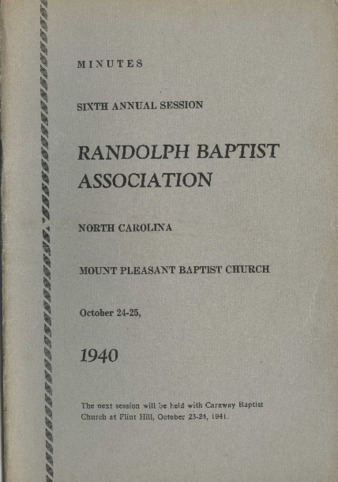 MINUTES
SIXTH ANNUAL SESSION
RANDOLPH BAPTIST
ASSOCIATION
NORTH CAROLINA
MOUNT PLEASANT BAPTIST CHURCH
October 24-25,
1940
The next session will be held with Caraway Baptist
Church at Flint Hill, October 23-24, 1941.